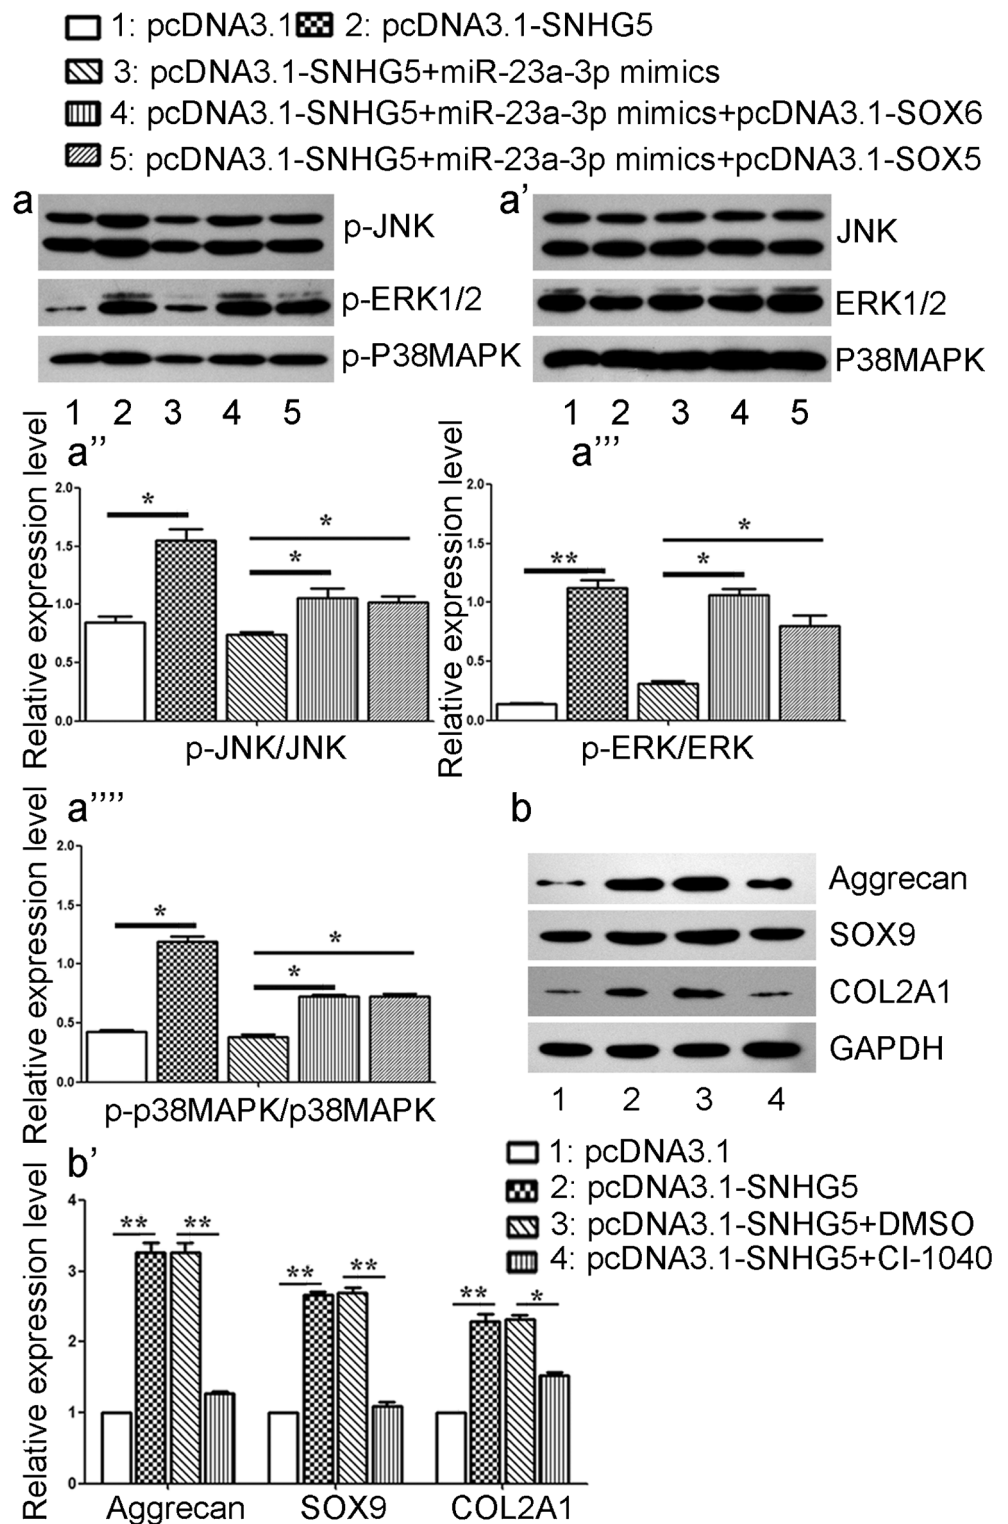 1: pcDNA3.1 2: pcDNA3.1-SNHG5
3: pcDNA3.1-SNHG5+miR-23a-3p mimics
4: pcDNA3.1-SNHG5+miR-23a-3p mimics+pcDNA3.1-SOX6
5: pcDNA3.1-SNHG5+miR-23a-3p mimics+pcDNA3.1-SOX5
a
p-JNK
p-ERK1/2
p-P38MAPK
1 2 3 4 5
a’
JNK
ERK1/2
P38MAPK
1 2 3 4 5
a’’
Relative expression level
2.0
1.5
1.0
0.5
0.0
*
*
*
p-JNK/JNK
a’’’
Relative expression level
2.0
1.5
1.0
0.5
0.0
**
*
*
p-ERK/ERK
a’’’’
Relative expression level
2.0
1.5
1.0
0.5
0.0
*
*
*
p-p38MAPK/p38MAPK
b
Aggrecan
SOX9
COL2A1
GAPDH
1 2 3 4
1: pcDNA3.1
2: pcDNA3.1-SNHG5
3: pcDNA3.1-SNHG5+DMSO
4: pcDNA3.1-SNHG5+CI-1040
b’
Relative expression level
4
3
2
1
0
** **
** **
** *
Aggrecan SOX9 COL2A1